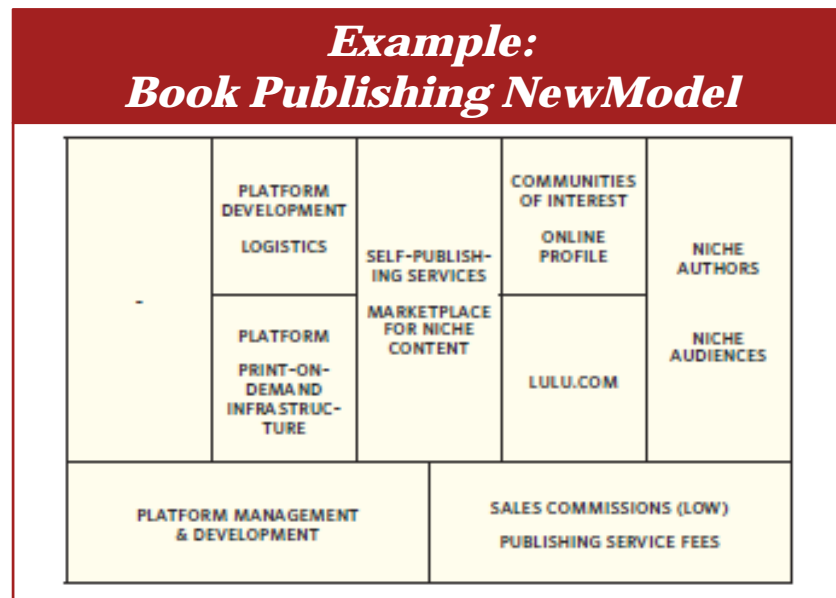 Example:
Book Publishing NewModel
-
PLATFORM
DEVELOPMENT
LOGISTICS
PLATFORM
PRINT-ON-
DEMAND
INFRASTRUC-
TURE
SELF-PUBLISH-
ING SERVICES
MARKETPLACE
FOR NICHE
CONTENT
COMMUNITIES
OF INTEREST
ONLINE
PROFILE
LULU.COM
NICHE
AUTHORS
NICHE
AUDIENCES
PLATFORM MANAGEMENT
& DEVELOPMENT
SALES COMMISSIONS (LOW)
PUBLISHING SERVICE FEES